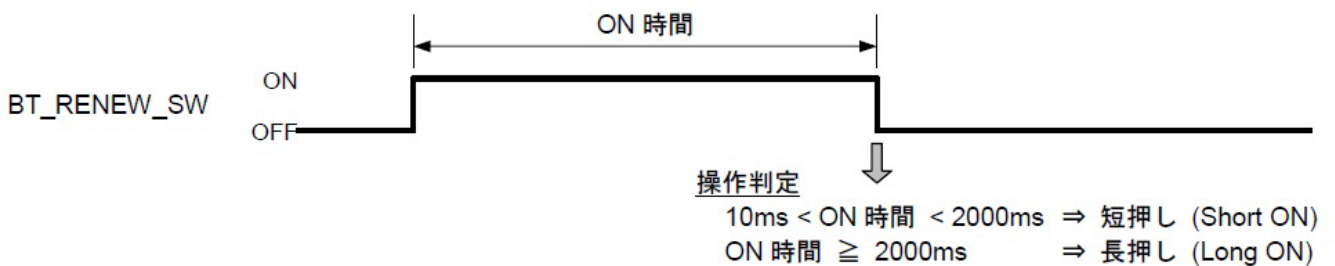 ON 時間
ON
BT_RENEW_SW
OFF
操作判定
10ms < ON 時間 < 2000ms ⇒ 短押し (Short ON)
ON 時間 ≧ 2000ms ⇒ 長押し (Long ON)